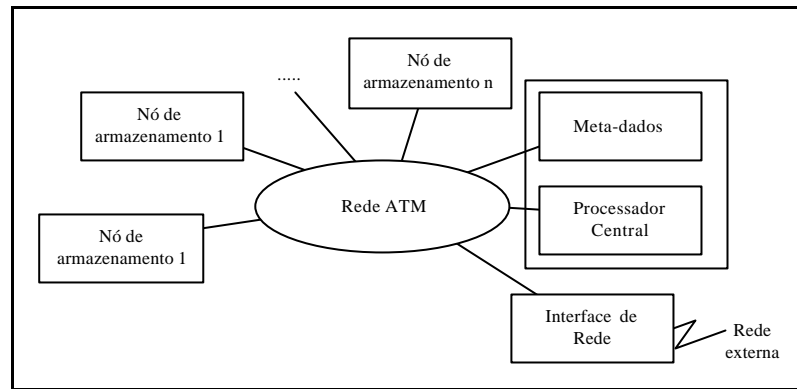 .....
Nó de
armazenamento n
Nó de
armazenamento 1
Meta-dados
Rede ATM
Processador
Central
Nó de
armazenamento 1
Interface de
Rede
Rede
externa